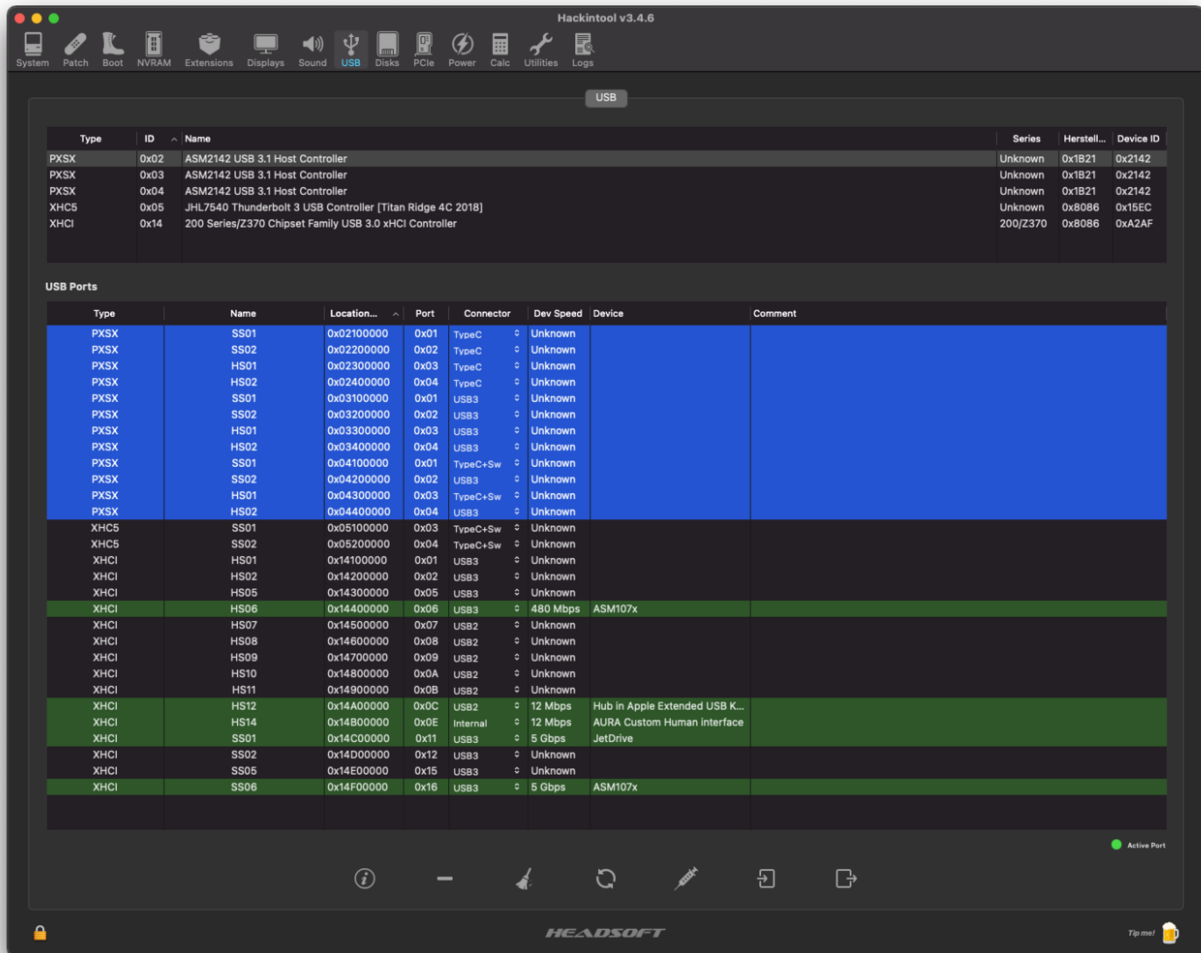 Hackintool v3.4.6
System Patch Boot NVRAM Extensions Displays Sound USB Disks PCIe Power Calc Utilities Logs
USB
Type ID Name Series Herstell... Device ID
PXSX 0x02 ASM2142 USB 3.1 Host Controller Unknown 0x1B21 0x2142
PXSX 0x03 ASM2142 USB 3.1 Host Controller Unknown 0x1B21 0x2142
PXSX 0x04 ASM2142 USB 3.1 Host Controller Unknown 0x1B21 0x2142
XHC5 0x05 JHL7540 Thunderbolt 3 USB Controller [Titan Ridge 4C 2018] Unknown 0x8086 0x15EC
XHCI 0x14 200 Series/Z370 Chipset Family USB 3.0 xHCI Controller 200/Z370 0x8086 0xA2AF
USB Ports
Type Name Location... Port Connector Dev Speed Device Comment
PXSX SS01 0x02100000 0x01 TypeC Unknown
PXSX SS02 0x02200000 0x02 TypeC Unknown
PXSX HS01 0x02300000 0x03 TypeC Unknown
PXSX HS02 0x02400000 0x04 TypeC Unknown
PXSX SS01 0x03100000 0x01 USB3 Unknown
PXSX SS02 0x03200000 0x02 USB3 Unknown
PXSX HS01 0x03300000 0x03 USB3 Unknown
PXSX HS02 0x03400000 0x04 USB3 Unknown
PXSX SS01 0x04100000 0x01 TypeC+Sw Unknown
PXSX SS02 0x04200000 0x02 USB3 Unknown
PXSX HS01 0x04300000 0x03 TypeC+Sw Unknown
PXSX HS02 0x04400000 0x04 USB3 Unknown
XHC5 SS01 0x05100000 0x03 TypeC+Sw Unknown
XHC5 SS02 0x05200000 0x04 TypeC+Sw Unknown
XHCI HS01 0x14100000 0x01 USB3 Unknown
XHCI HS02 0x14200000 0x02 USB3 Unknown
XHCI HS05 0x14300000 0x05 USB3 Unknown
XHCI HS06 0x14400000 0x06 USB3 480 Mbps ASM107x
XHCI HS07 0x14500000 0x07 USB2 Unknown
XHCI HS08 0x14600000 0x08 USB2 Unknown
XHCI HS09 0x14700000 0x09 USB2 Unknown
XHCI HS10 0x14800000 0x0A USB2 Unknown
XHCI HS11 0x14900000 0x0B USB2 Unknown
XHCI HS12 0x14A00000 0x0C USB2 12 Mbps Hub in Apple Extended USB K...
XHCI HS14 0x14B00000 0x0E Internal 12 Mbps AURA Custom Human interface
XHCI SS01 0x14C00000 0x11 USB3 5 Gbps JetDrive
XHCI SS02 0x14D00000 0x12 USB3 Unknown
XHCI SS05 0x14E00000 0x15 USB3 Unknown
XHCI SS06 0x14F00000 0x16 USB3 5 Gbps ASM107x
Active Port
HEADSOFT
Tip me!